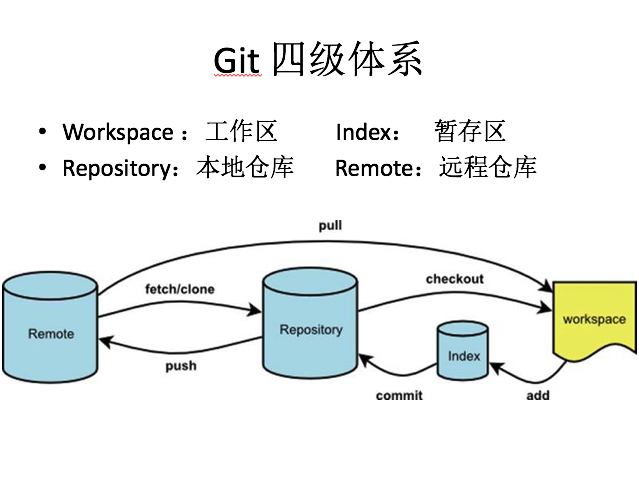 Git 四级体系
• Workspace： 工作区 Index： 暂存区
• Repository：本地仓库 Remote：远程仓库
pull
fetch/clone
checkout
Remote
Repository
workspace
push
Index
commit
add